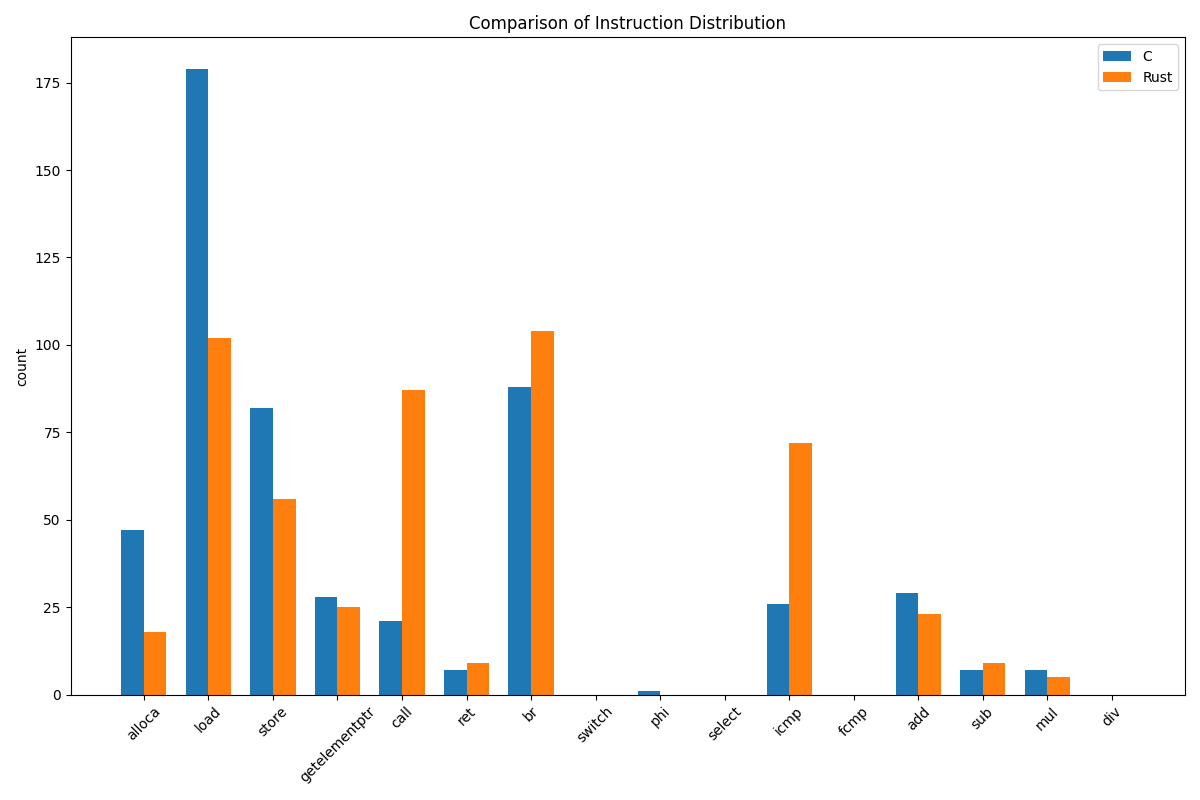 Comparison of Instruction Distribution
C
Rust
count
175
150
125
100
75
50
25
0
alloca
load
store
getelementptr
call
ret
br
switch
phi
select
icmp
fcmp
add
sub
mul
div